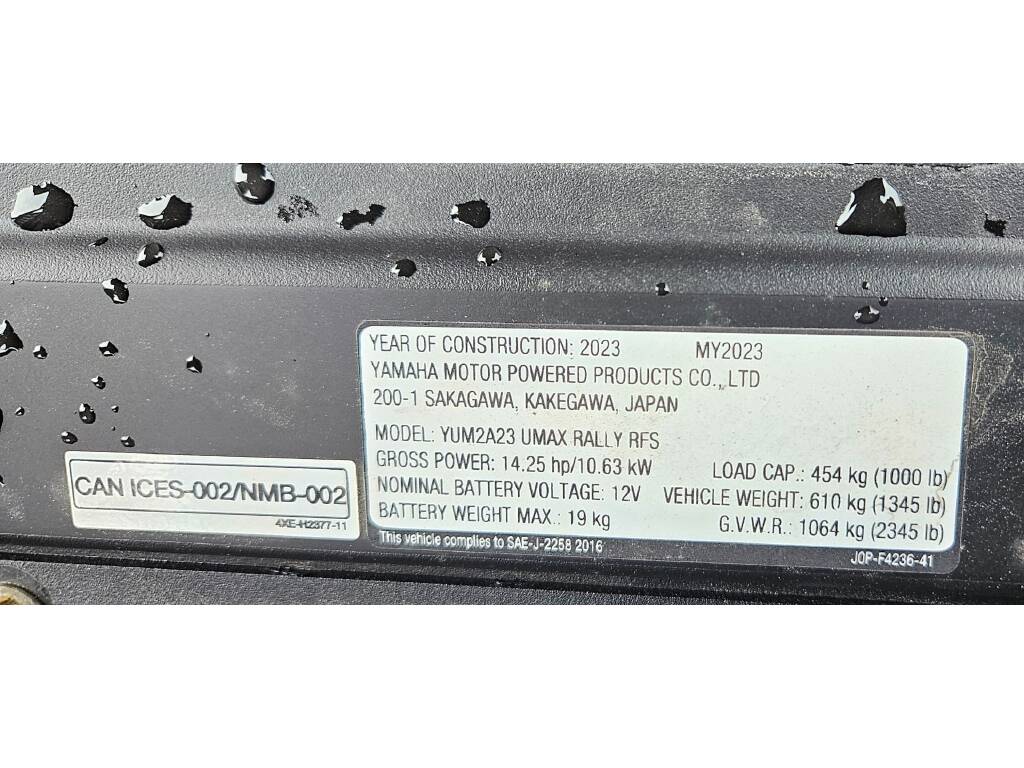 YEAR OF CONSTRUCTION: 2023 MY2023
YAMAHA MOTOR POWERED PRODUCTS CO., LTD
200-1 SAKAGAWA, KAKEGAWA, JAPAN
MODEL: YUM2A23 UMAX RALLY RFS
GROSS POWER: 14.25 hp/10.63 kW LOAD CAP.: 454 kg (1000 lb)
NOMINAL BATTERY VOLTAGE: 12V VEHICLE WEIGHT: 610 kg (1345 lb)
BATTERY WEIGHT MAX.: 19 kg G.V.W.R.: 1064 kg (2345 lb)
This vehicle complies to SAE-J-2258 2016
J0P-F4236-41
CAN ICES-002/NMB-002
4XE-H2377-11